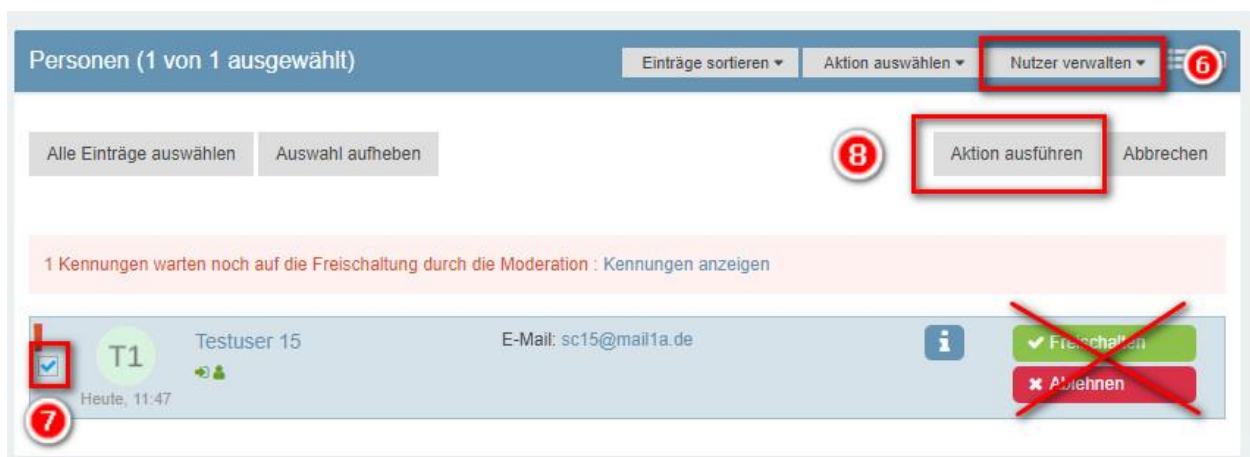 Personen (1 von 1 ausgewählt)
Einträge sortieren
Aktion auswählen
Nutzer verwalten
6
Alle Einträge auswählen
Auswahl aufheben
8
Aktion ausführen
Abbrechen
1 Kennungen warten noch auf die Freischaltung durch die Moderation : Kennungen anzeigen
T1
Testuser 15
E-Mail: sc15@mail1a.de
i
Freischalten
Ablehnen
Heute, 11:47
7